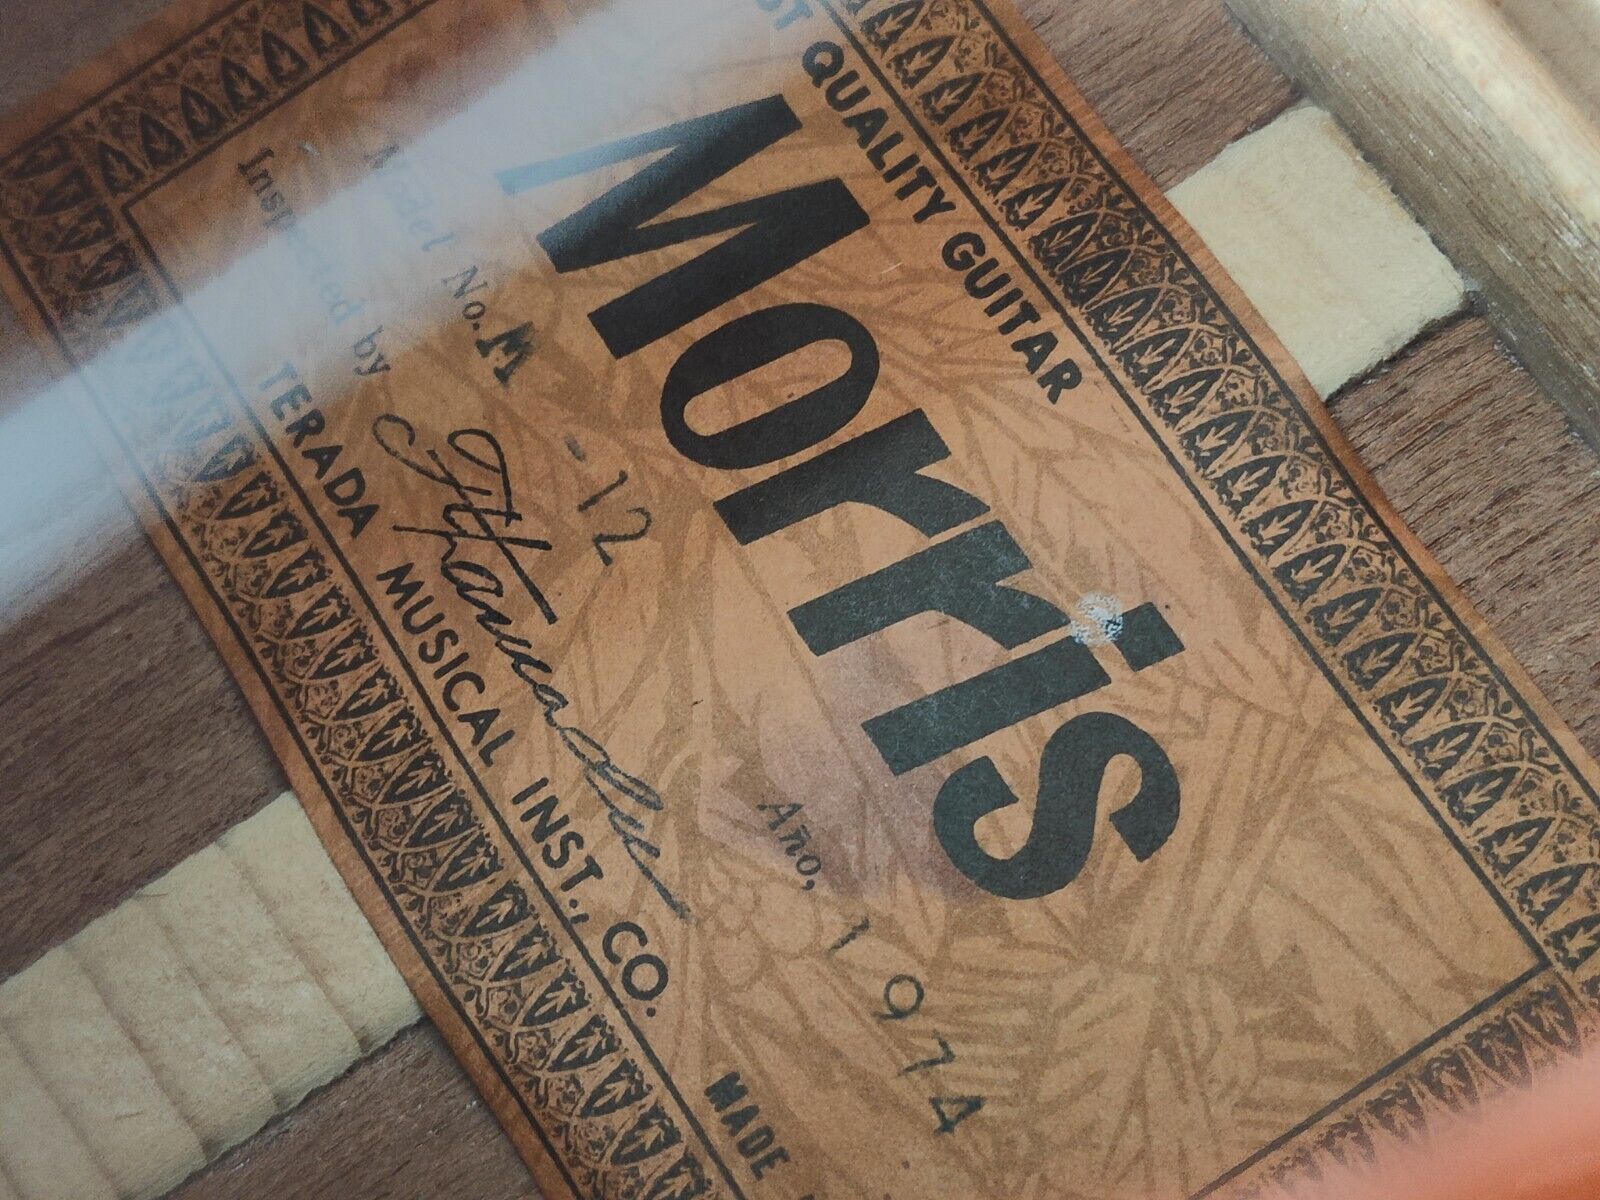 QUALITY GUITAR
Morris
Model No. M-12
Año, 1974
Inspected by
TERADA MUSICAL INST., CO.
MADE